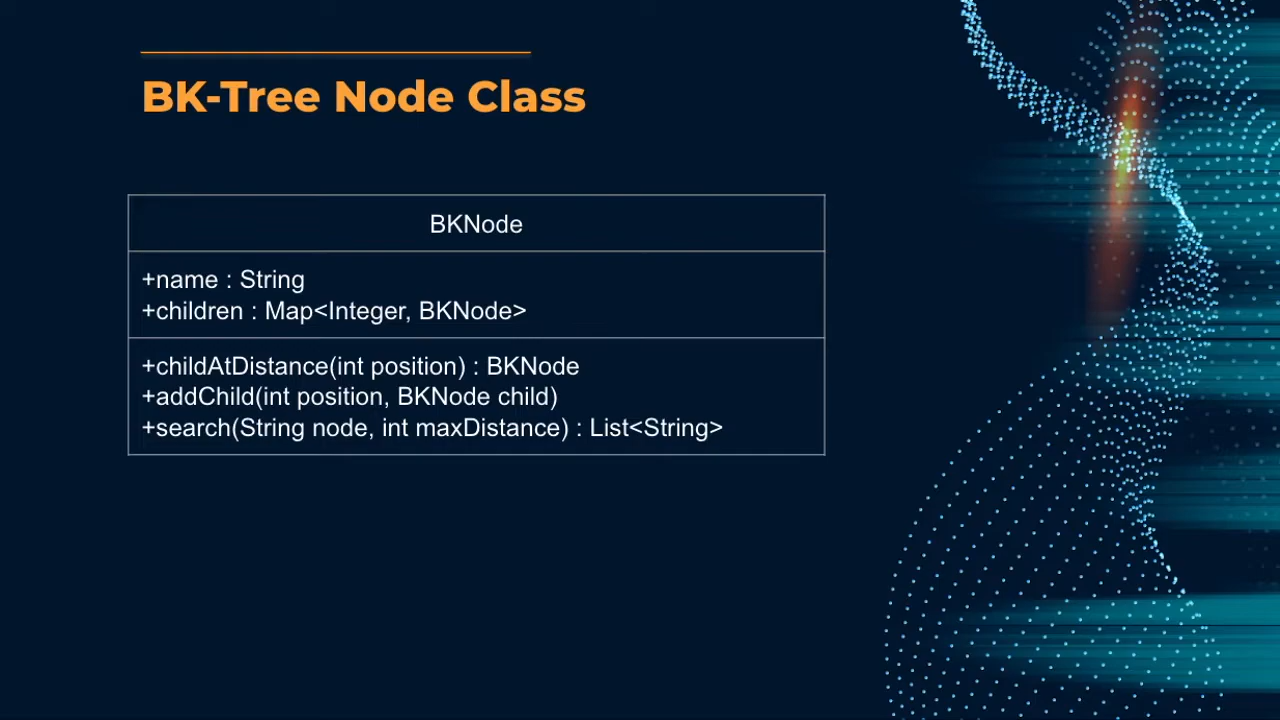 BK-Tree Node Class
BKNode
+name : String
+children : Map<Integer, BKNode>
+childAtDistance(int position) : BKNode
+addChild(int position, BKNode child)
+search(String node, int maxDistance) : List<String>